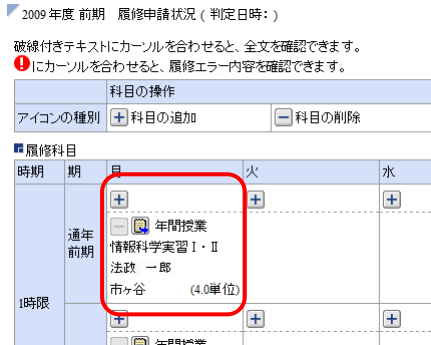 2009年度 前期　履修申請状況 ( 判定日時: )
破線付きテキストにカーソルを合わせると、全文を確認できます。
!にカーソルを合わせると、履修エラー内容を確認できます。
科目の操作
アイコンの種別 + 科目の追加 − 科目の削除
履修科目
時期 期 月 火 水
+ + +
通年前期
− 年間授業
情報科学実習 I・II
法政 一郎
市ヶ谷 (4.0単位)
1時限
+ + +
− 年間授業